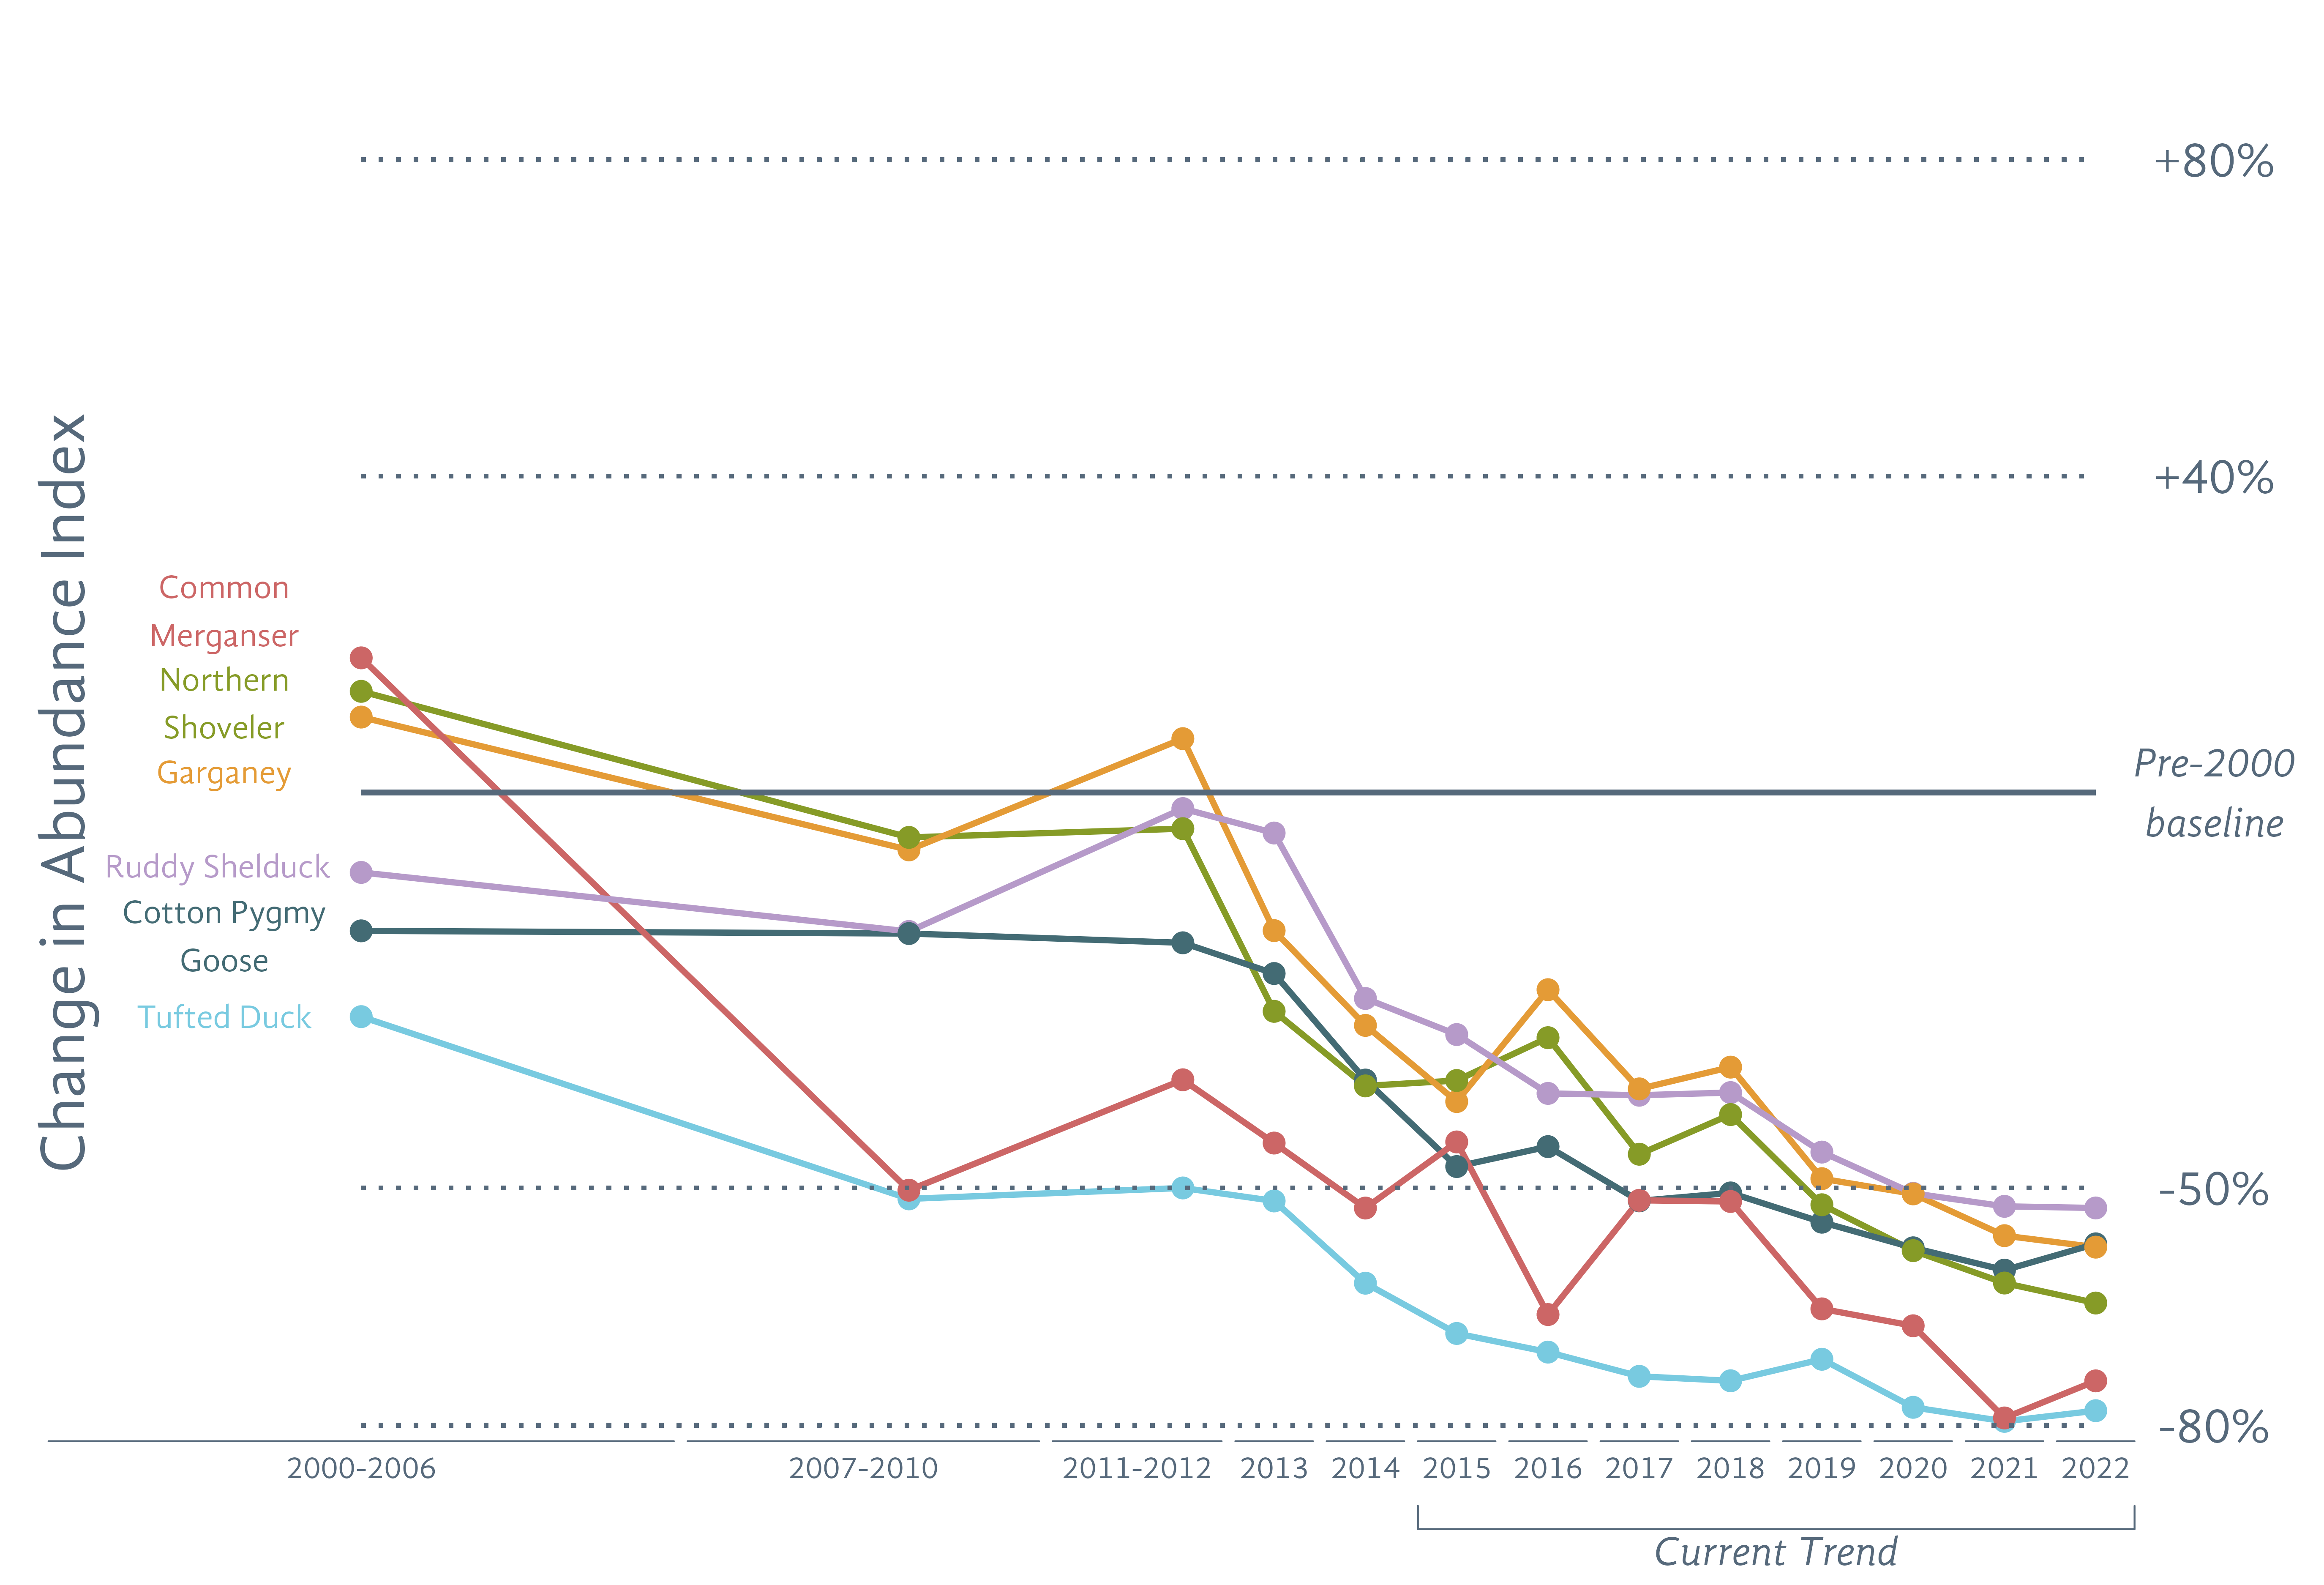 +80%
+40%
Change in Abundance Index
Common
Merganser
Northern
Shoveler
Garganey
Pre-2000
baseline
Ruddy Shelduck
Cotton Pygmy
Goose
Tufted Duck
-50%
-80%
2000-2006 2007-2010 2011-2012 2013 2014 2015 2016 2017 2018 2019 2020 2021 2022
Current Trend